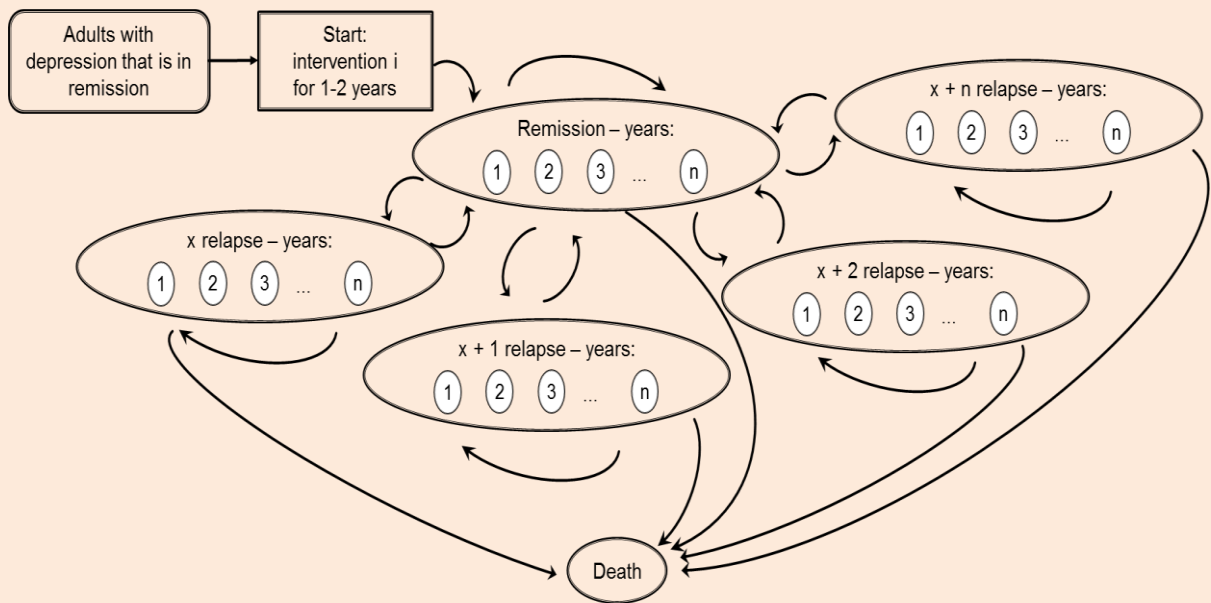 Adults with
depression that is in
remission
Start:
intervention i
for 1-2 years
Remission – years:
1 2 3 ... n
x + n relapse – years:
1 2 3 ... n
x relapse – years:
1 2 3 ... n
x + 2 relapse – years:
1 2 3 ... n
x + 1 relapse – years:
1 2 3 ... n
Death